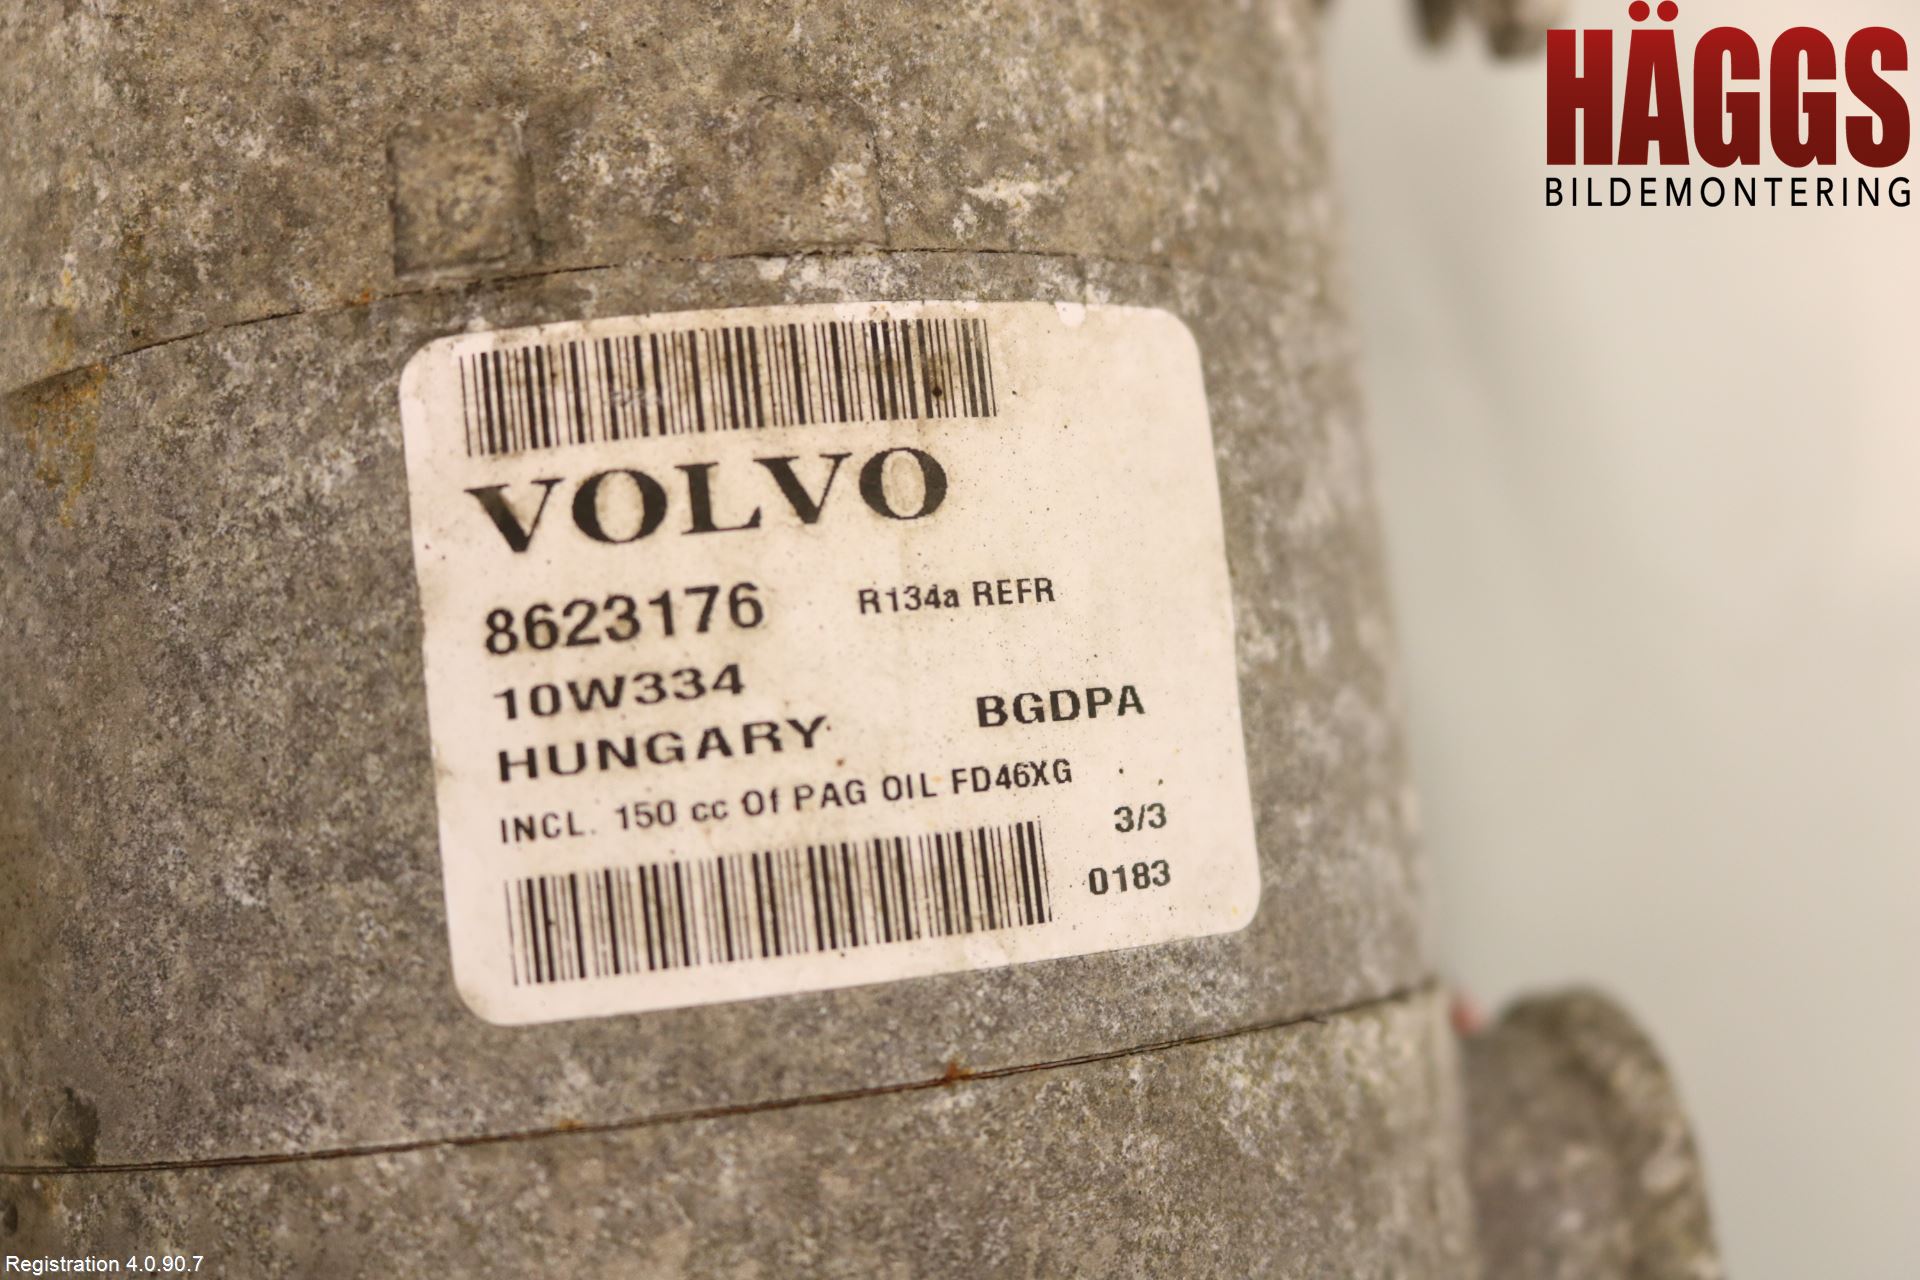 HÄGGS
BILDEMONTERING
VOLVO
8623176 R134a REFR
10W334
HUNGARY BGDPA
INCL. 150 cc Of PAG OIL FD46XG
3/3
0183
Registration 4.0.90.7